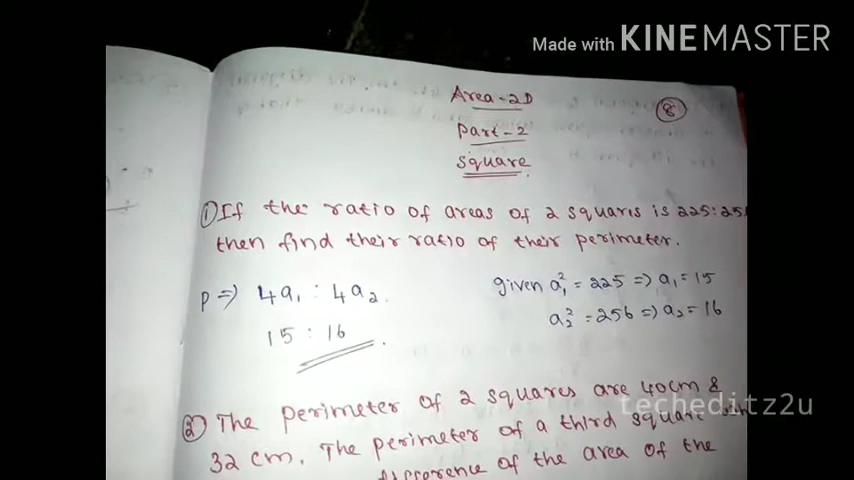 Made with KINEMASTER
Area-2D
8
Part-2
square
① If the ratio of areas of 2 squares is 225:25
then find their ratio of their perimeter.
P => 4a₁ : 4a₂
given a₁² = 225 => a₁ = 15
a₂² = 256 => a₂ = 16
15 : 16
② The perimeter of 2 squares are 40cm &
techeditz2u
32 cm. The perimeter of a third square
difference of the area of the